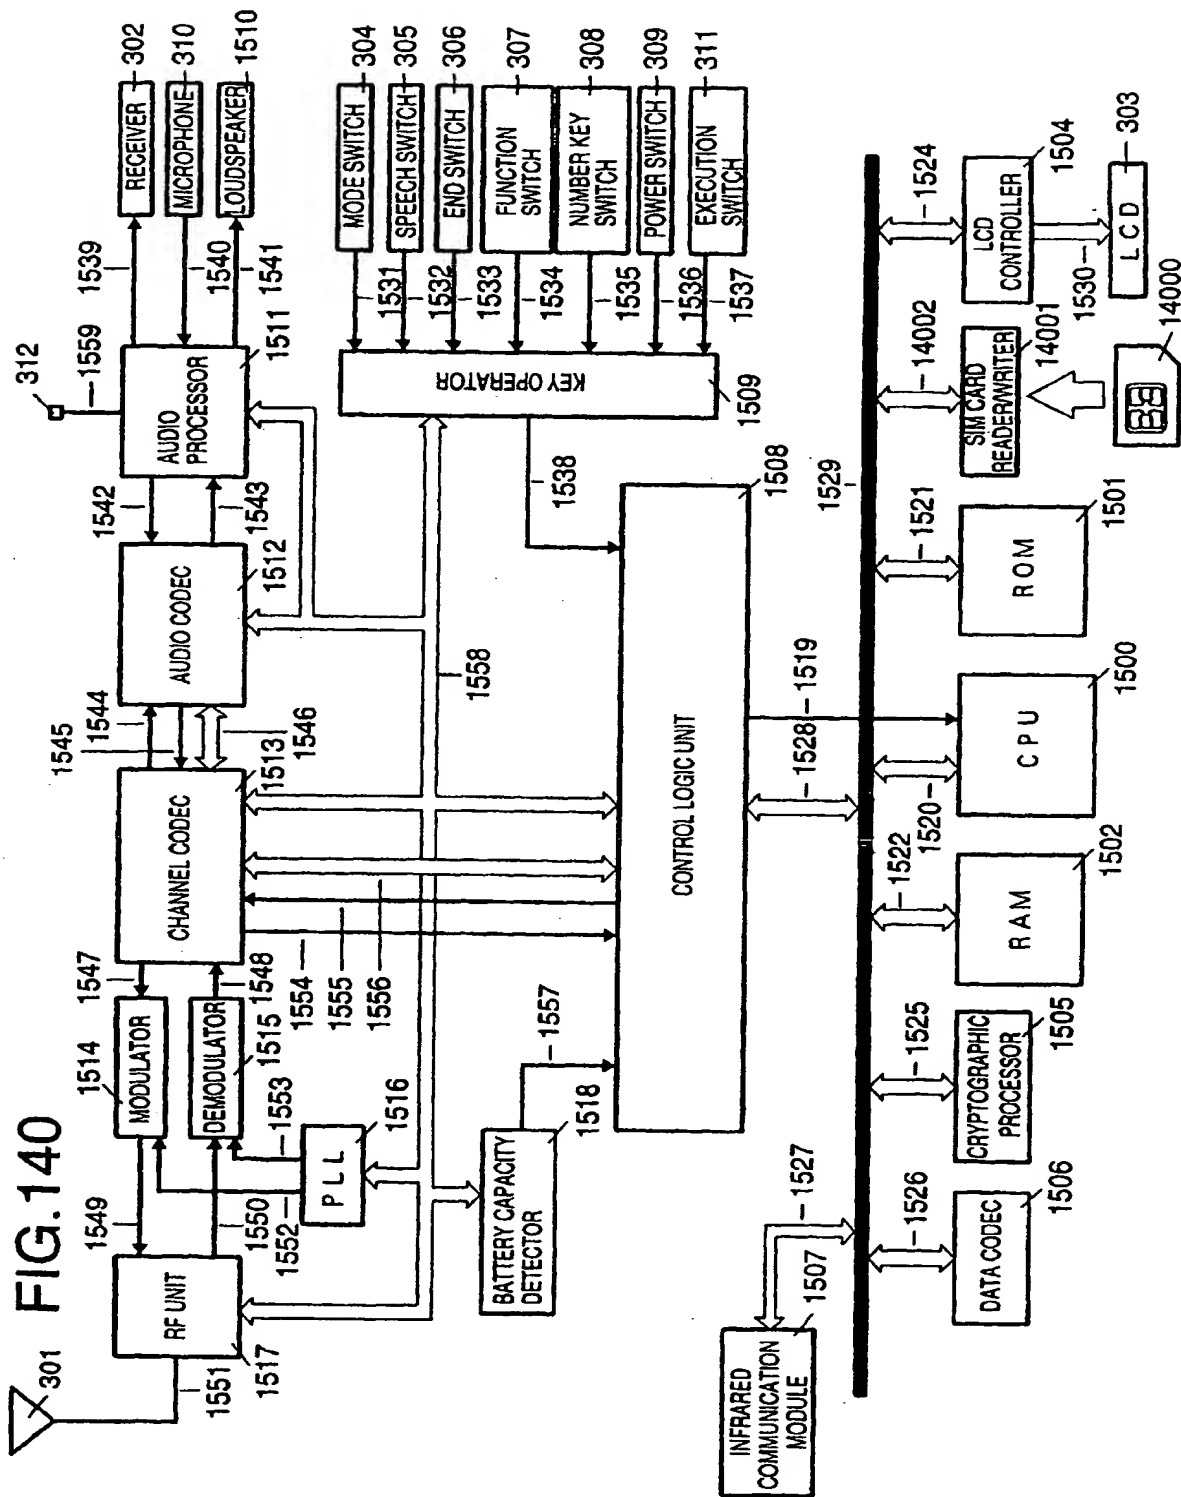 FIG.140
301
1551
RF UNIT
1517
1549
1550
1552
1514
MODULATOR
DEMODULATOR
1515
1553
PLL
1516
1547
1548
CHANNEL CODEC
1513
1545
1544
1546
AUDIO CODEC
1512
1542
1543
AUDIO
PROCESSOR
1511
312
1559
1539
1540
1541
RECEIVER
302
MICROPHONE
310
LOUDSPEAKER
1510
1554
1555
1556
1558
BATTERY CAPACITY
DETECTOR
1518
1557
KEY OPERATOR
1509
1538
1531
1532
1533
1534
1535
1536
1537
MODE SWITCH
304
SPEECH SWITCH
305
END SWITCH
306
FUNCTION
SWITCH
307
NUMBER KEY
SWITCH
308
POWER SWITCH
309
EXECUTION
SWITCH
311
CONTROL LOGIC UNIT
1508
INFRARED
COMMUNICATION
MODULE
1507
1527
1528
1519
1529
1526
1525
1522
1520
1521
14002
1524
DATA CODEC
1506
CRYPTOGRAPHIC
PROCESSOR
1505
RAM
1502
CPU
1500
ROM
1501
SIM CARD
READER/WRITER
14001
14000
LCD
CONTROLLER
1504
1530
LCD
303